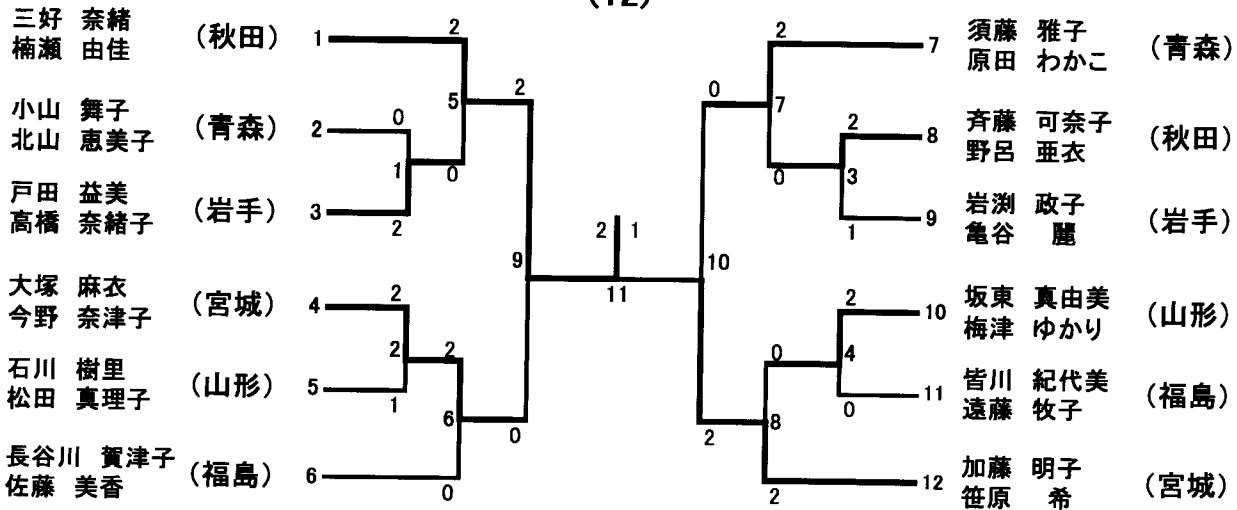 (12)
三好 奈緒
楠瀬 由佳
(秋田) 1
2
小山 舞子
北山 恵美子
(青森) 2
0
5
2
1
0
戸田 益美
高橋 奈緒子
(岩手) 3
2
大塚 麻衣
今野 奈津子
(宮城) 4
2
9
2
2
石川 樹里
松田 真理子
(山形) 5
1
6
0
長谷川 賀津子
佐藤 美香
(福島) 6
0
2 1
11
2
7 須藤 雅子
原田 わかこ
(青森)
0
7
2
8 斉藤 可奈子
野呂 亜衣
(秋田)
0
3
9 岩渕 政子
亀谷 麗
(岩手)
1
10
2
10 坂東 真由美
梅津 ゆかり
(山形)
0
4
11 皆川 紀代美
遠藤 牧子
(福島)
0
8
2
12 加藤 明子
笹原 希
(宮城)
2